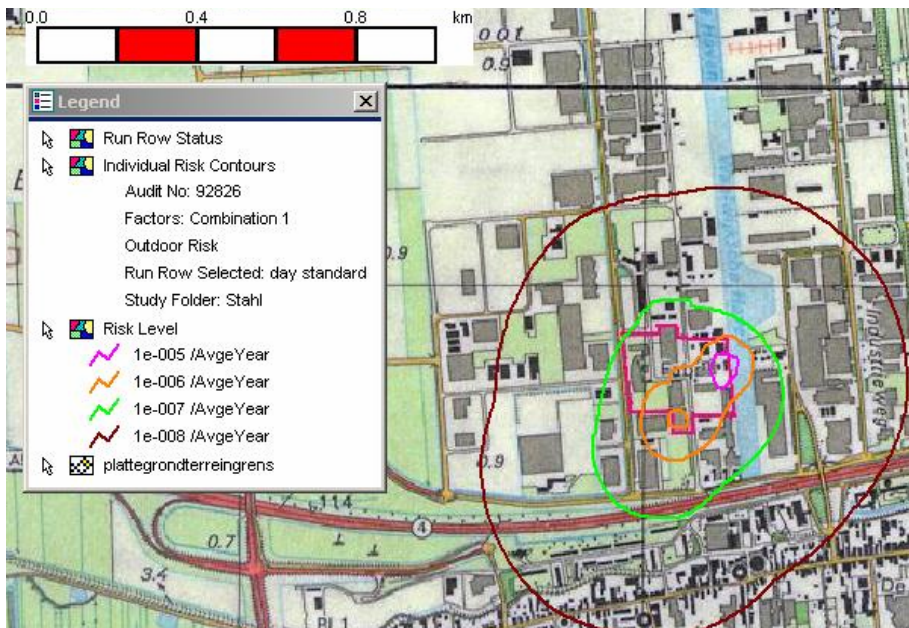 0.0 0.4 0.8 km
oot
0.9
Legend
Run Row Status
Individual Risk Contours
Audit No: 92826
Factors: Combination 1
Outdoor Risk
Run Row Selected: day standard
Study Folder: Stahl
Risk Level
1e-005 /AvgeYear
1e-006 /AvgeYear
1e-007 /AvgeYear
1e-008 /AvgeYear
plattegrondterreingrens
0.9
Industrieweg
0.9
11.4
4
0.7
3.4